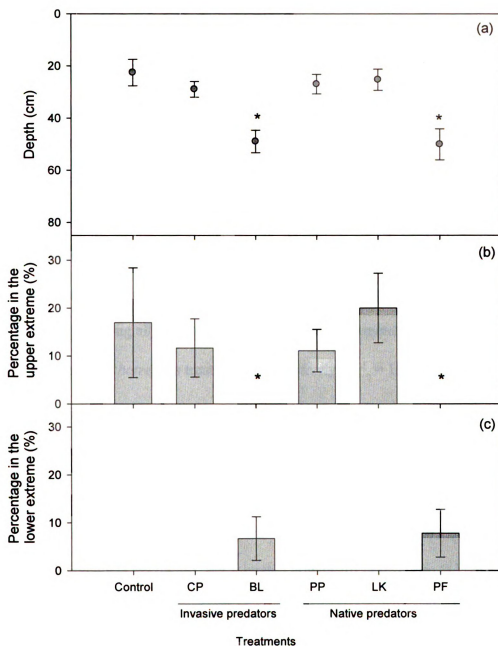 (a)
0
20
40
60
80
Depth (cm)
(b)
30
20
10
0
Percentage in the
upper extreme (%)
*
*
*
*
(c)
30
20
10
0
Percentage in the
lower extreme (%)
Control CP BL PP LK PF
Invasive predators Native predators
Treatments